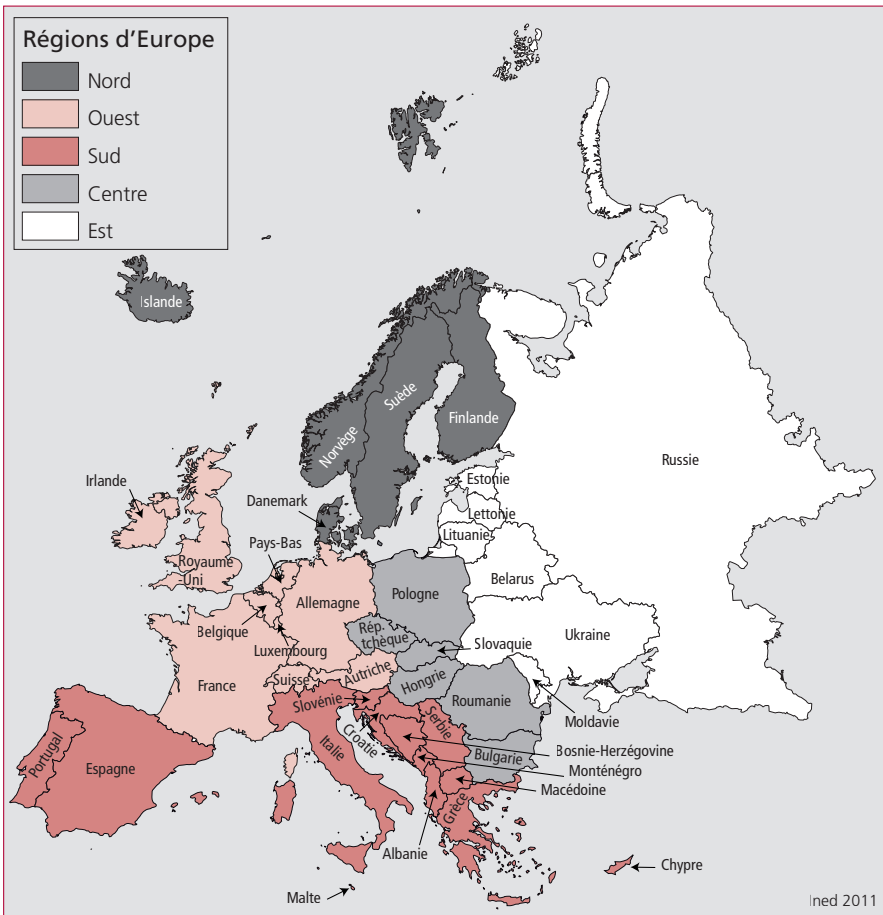 Régions d'Europe
Nord
Ouest
Sud
Centre
Est
Islande
Norvège
Suède
Finlande
Russie
Estonie
Lettonie
Lituanie
Irlande
Danemark
Royaume
Uni
Pays-Bas
Belarus
Pologne
Allemagne
Belgique
Luxembourg
Rép.
tchèque
Slovaquie
Ukraine
France
Suisse
Autriche
Hongrie
Slovénie
Roumanie
Moldavie
Croatie
Serbie
Bosnie-Herzégovine
Bulgarie
Monténégro
Macédoine
Portugal
Espagne
Italie
Grèce
Albanie
Chypre
Malte
Ined 2011